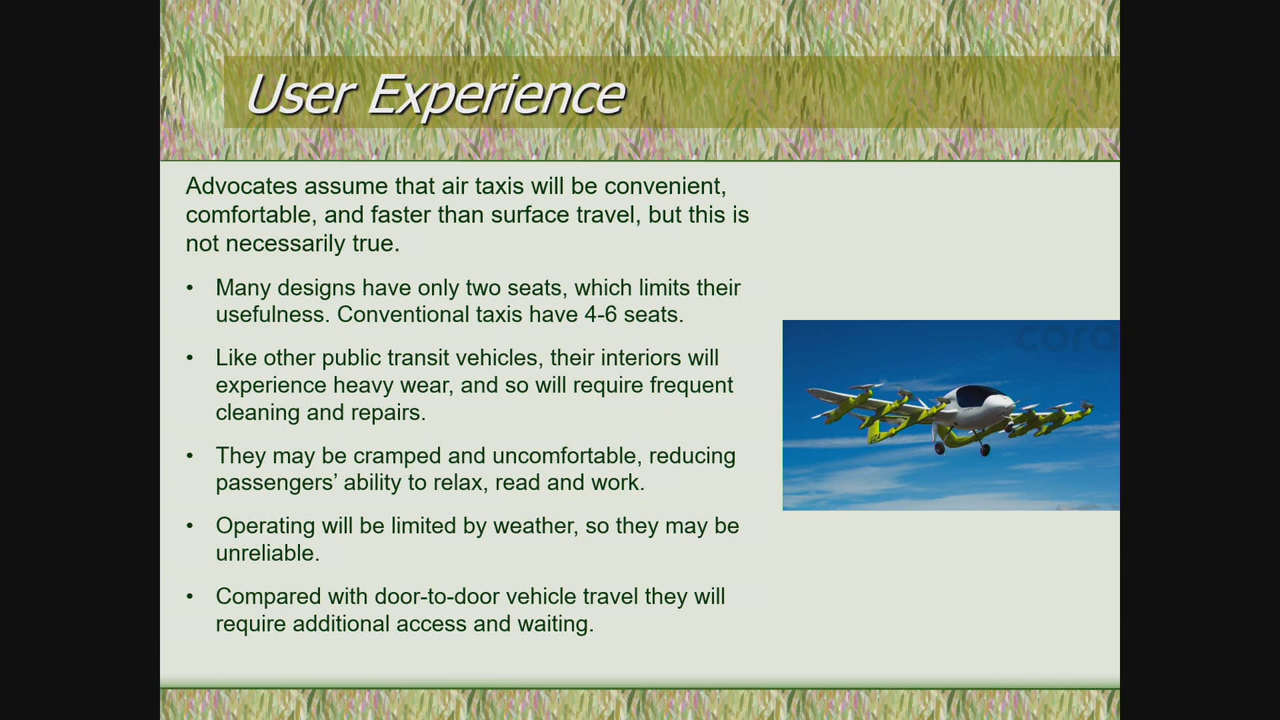 User Experience
Advocates assume that air taxis will be convenient,
comfortable, and faster than surface travel, but this is
not necessarily true.
• Many designs have only two seats, which limits their
usefulness. Conventional taxis have 4-6 seats.
• Like other public transit vehicles, their interiors will
experience heavy wear, and so will require frequent
cleaning and repairs.
• They may be cramped and uncomfortable, reducing
passengers’ ability to relax, read and work.
• Operating will be limited by weather, so they may be
unreliable.
• Compared with door-to-door vehicle travel they will
require additional access and waiting.
cora